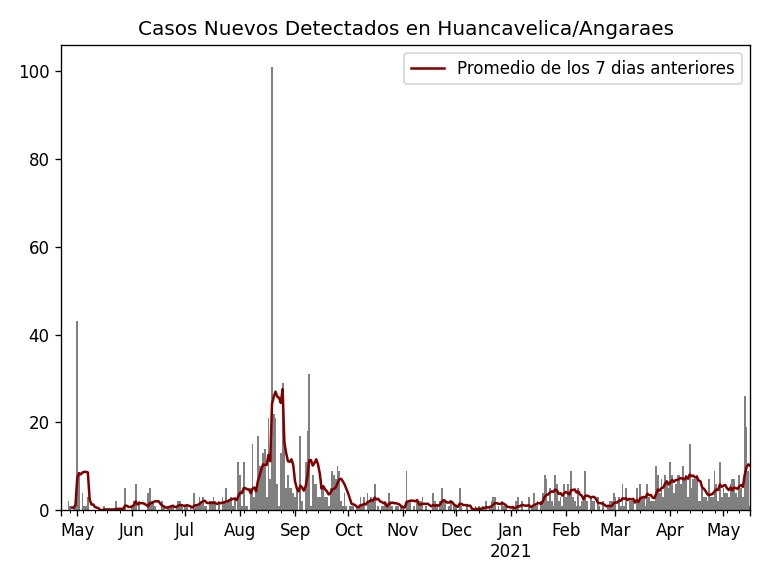 Casos Nuevos Detectados en Huancavelica/Angaraes
Promedio de los 7 dias anteriores
100
80
60
40
20
0
May Jun Jul Aug Sep Oct Nov Dec Jan Feb Mar Apr May
2021